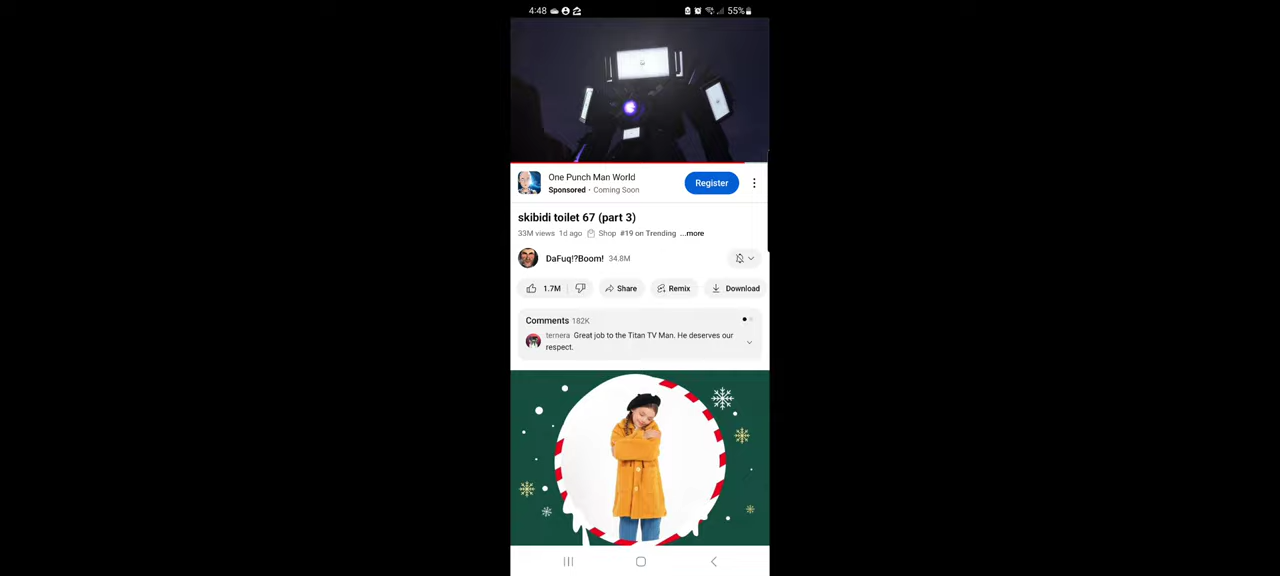 4:48
55%
One Punch Man World
Sponsored · Coming Soon
Register
skibidi toilet 67 (part 3)
33M views 1d ago Shop #19 on Trending ...more
DaFuq!?Boom! 34.8M
1.7M
Share
Remix
Download
Comments 182K
ternera Great job to the Titan TV Man. He deserves our
respect.